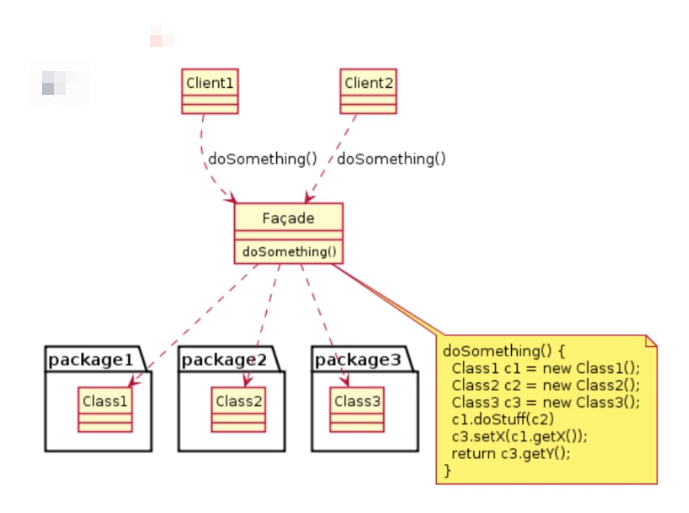 Client1
Client2
doSomething()
doSomething()
Façade
doSomething()
package1
package2
package3
Class1
Class2
Class3
doSomething() {
Class1 c1 = new Class1();
Class2 c2 = new Class2();
Class3 c3 = new Class3();
c1.doStuff(c2)
c3.setX(c1.getX());
return c3.getY();
}